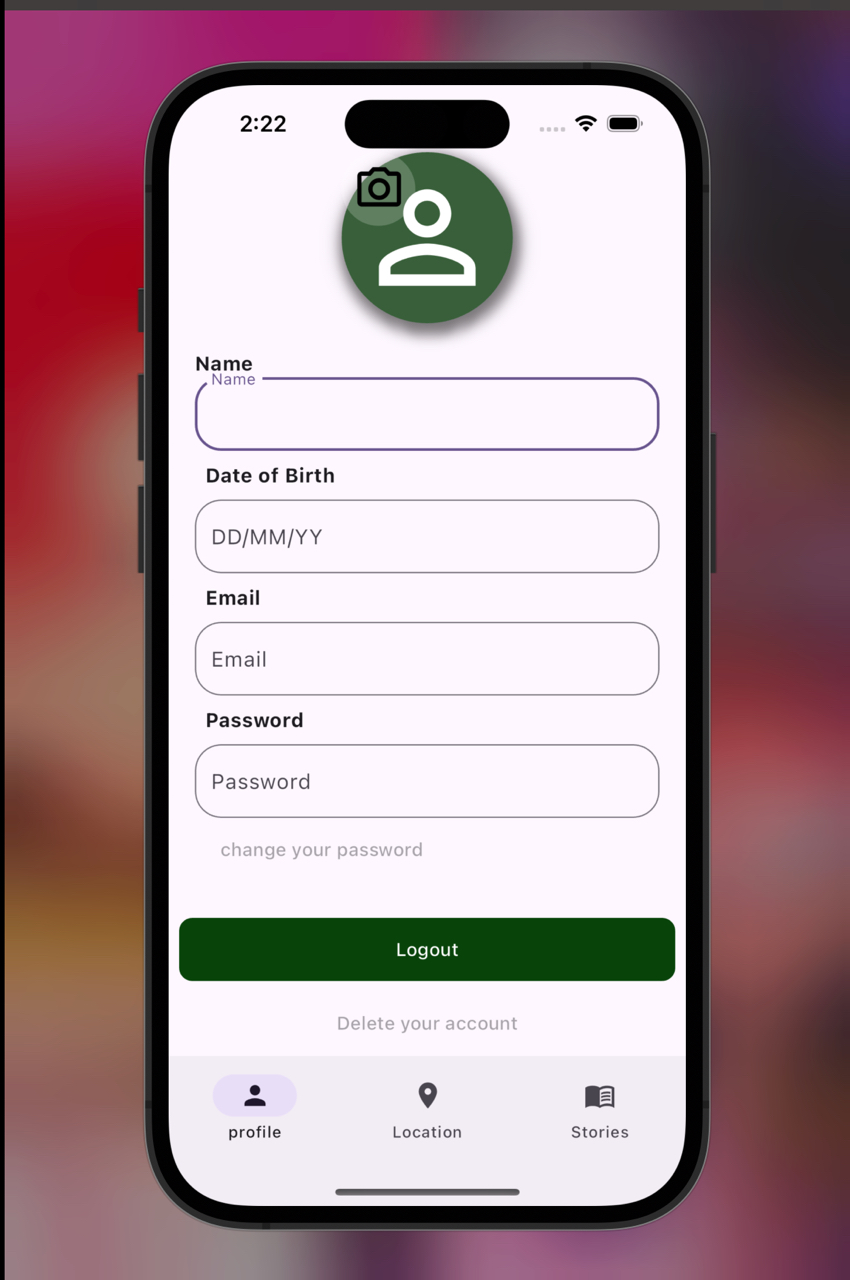 2:22
Name
Name
Date of Birth
DD/MM/YY
Email
Email
Password
Password
change your password
Logout
Delete your account
profile
Location
Stories